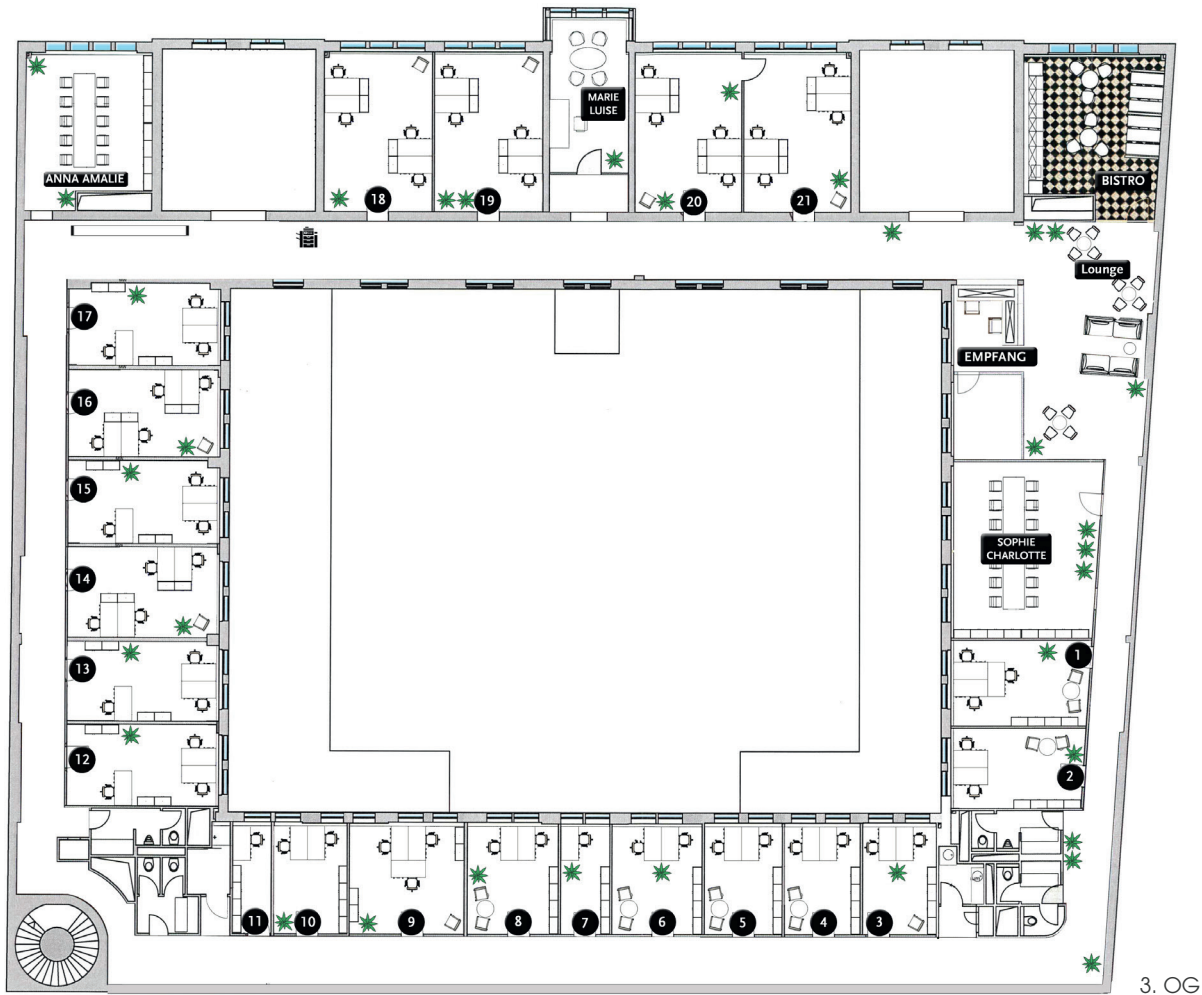 MARIE
LUISE
ANNA AMALIE
BISTRO
18
19
20
21
Lounge
17
EMPFANG
16
15
SOPHIE
CHARLOTTE
14
13
1
12
2
11
10
9
8
7
6
5
4
3
3. OG